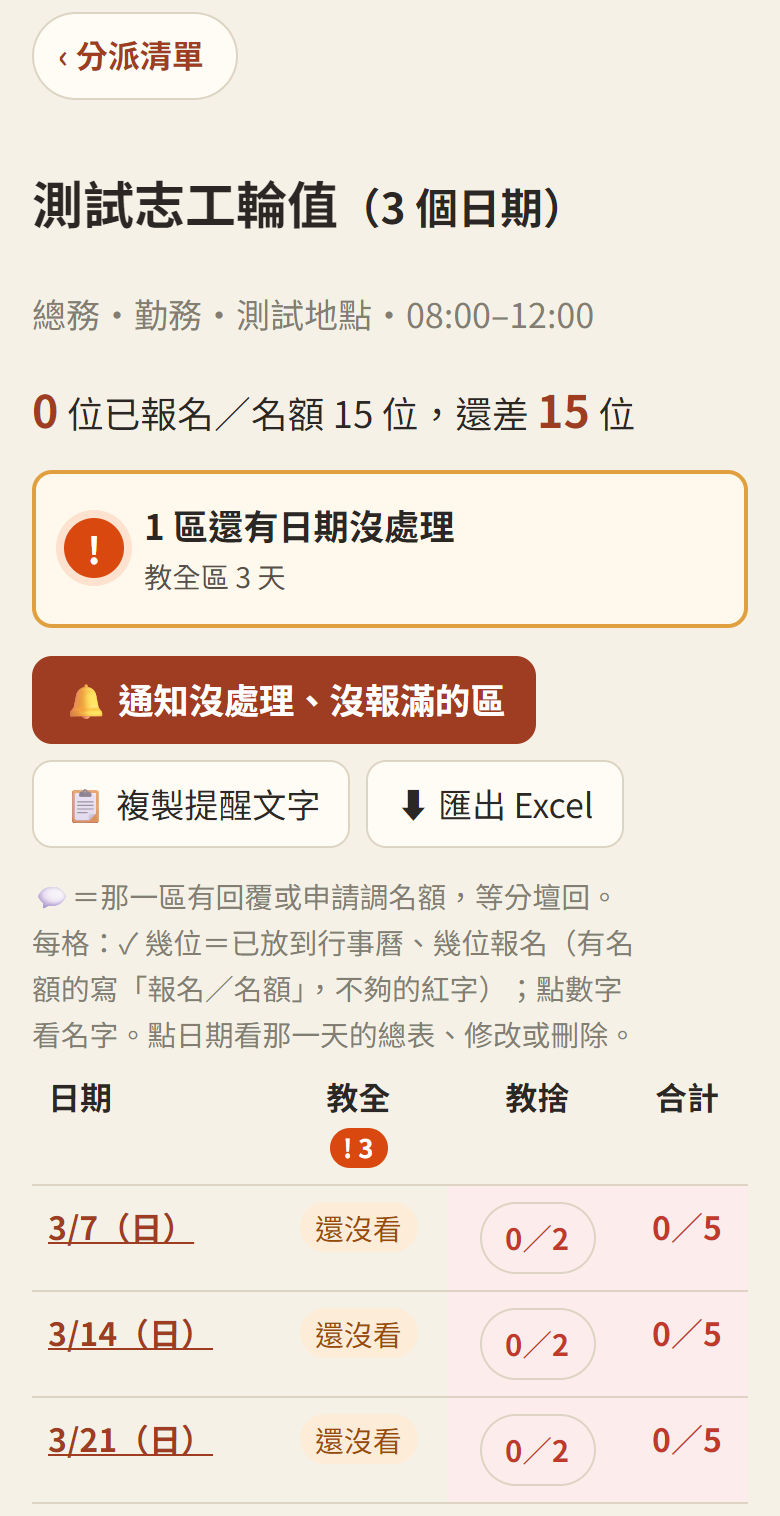 ‹ 分派清單
測試志工輪值（3 個日期）
總務・勤務・測試地點・08:00–12:00
0 位已報名／名額 15 位，還差 15 位
! 1 區還有日期沒處理
教全區 3 天
🔔 通知沒處理、沒報滿的區
📋 複製提醒文字 ⬇ 匯出 Excel
💬＝那一區有回覆或申請調名額，等分壇回。
每格：✓ 幾位＝已放到行事曆、幾位報名（有名
額的寫「報名／名額」，不夠的紅字）；點數字
看名字。點日期看那一天的總表、修改或刪除。
日期 教全 教捨 合計
! 3
3/7（日） 還沒看 0／2 0／5
3/14（日） 還沒看 0／2 0／5
3/21（日） 還沒看 0／2 0／5